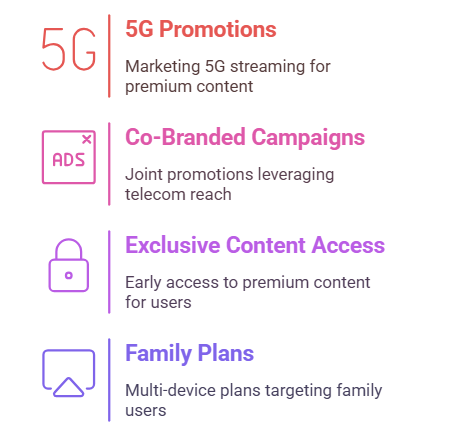 5G
5G Promotions
Marketing 5G streaming for
premium content
ADS
Co-Branded Campaigns
Joint promotions leveraging
telecom reach
Exclusive Content Access
Early access to premium content
for users
Family Plans
Multi-device plans targeting family
users